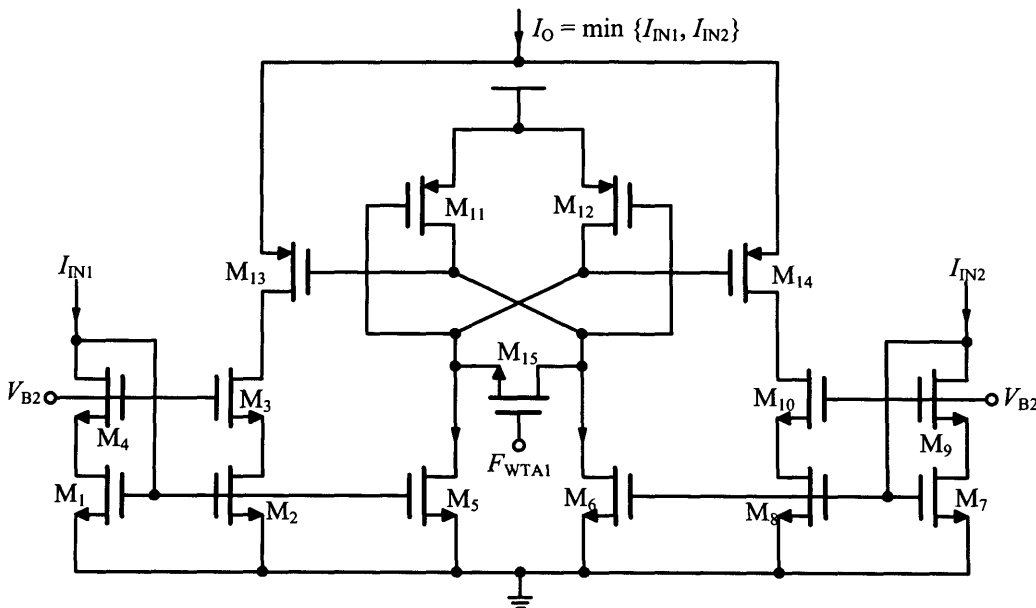 I_O = min {I_IN1, I_IN2}
M11
M12
M13
M14
I_IN1
I_IN2
M15
V_B2
M4
M3
M10
M9
V_B2
F_WTA1
M1
M2
M5
M6
M8
M7